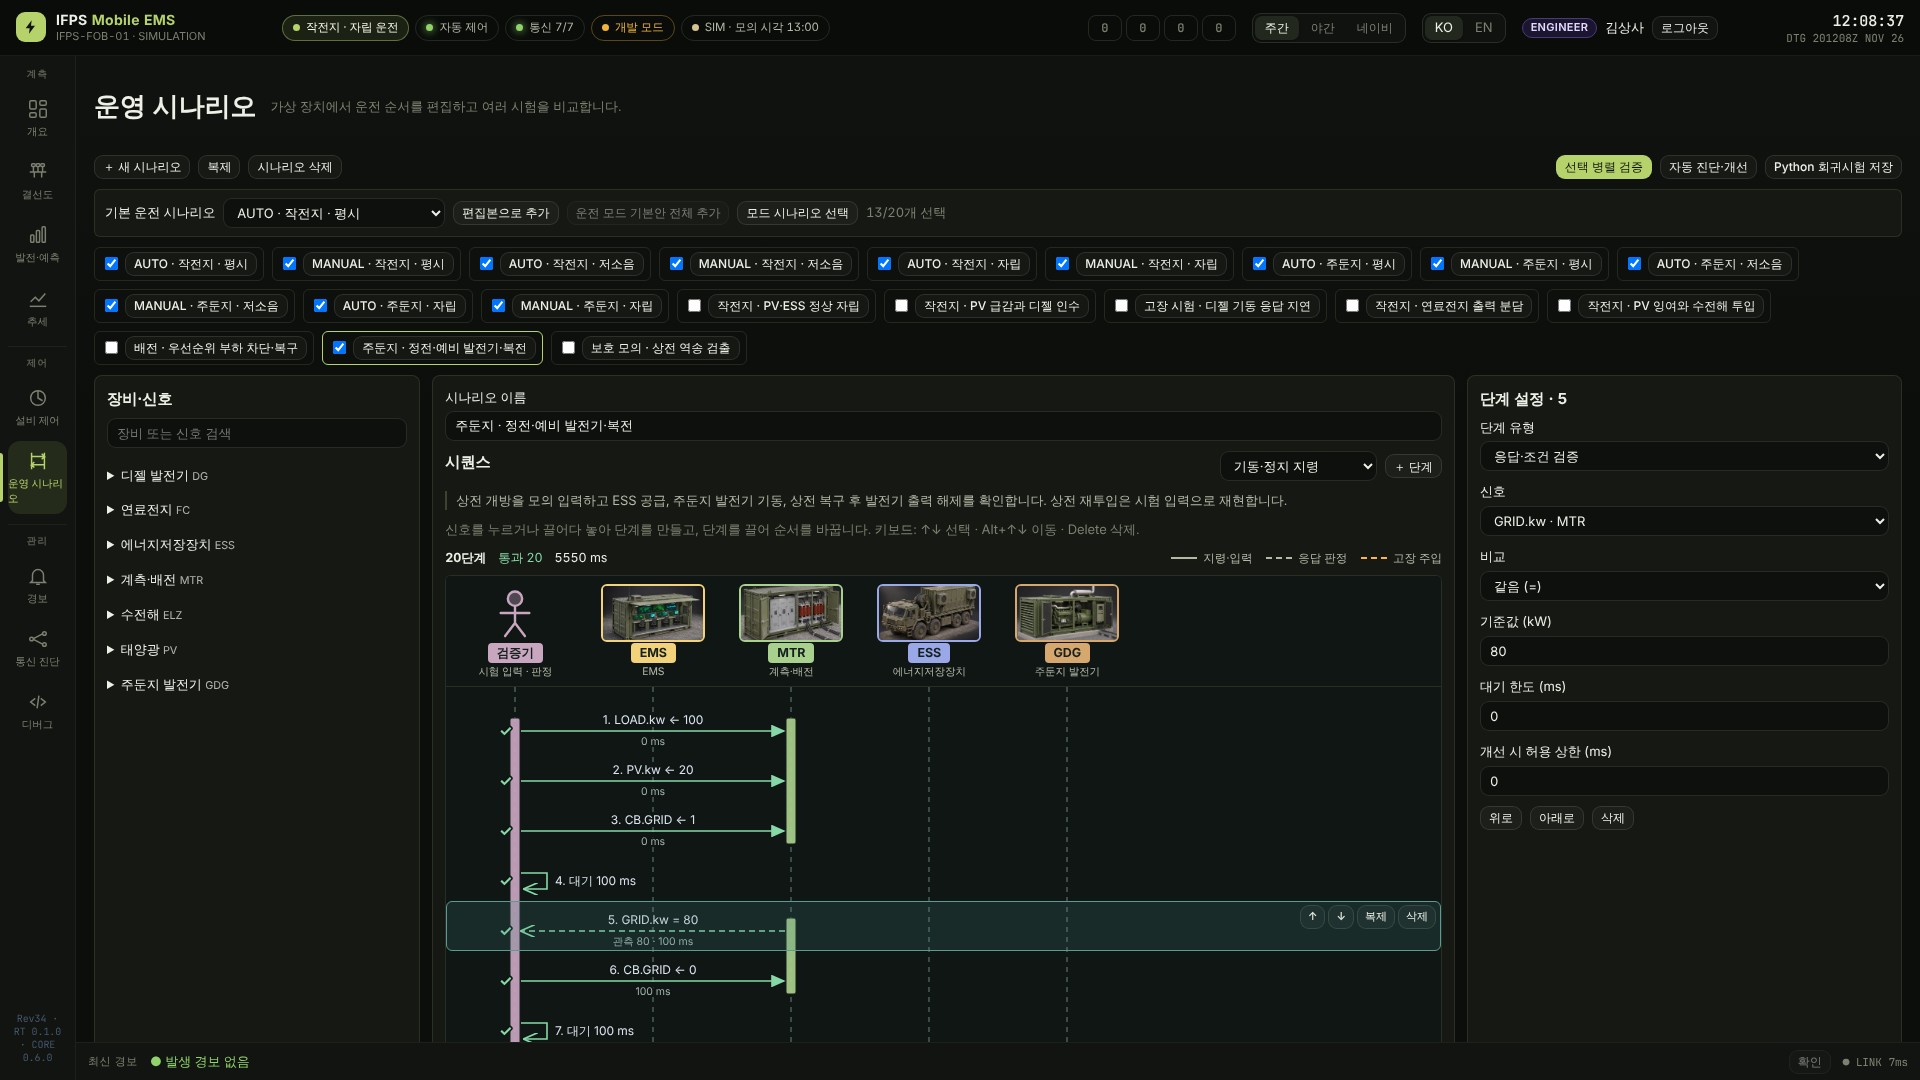 IFPS Mobile EMS
IFPS-FOB-01 · SIMULATION
작전지 · 자립 운전
자동 제어
통신 7/7
개발 모드
SIM · 모의 시각 13:00
0 0 0 0
주간 야간 네이비
KO EN
ENGINEER 김상사 로그아웃
12:08:37
DTG 201208Z NOV 26
계측
개요
결선도
발전·예측
추세
제어
설비 제어
운영 시나리
오
관리
경보
통신 진단
디버그
Rev34 ·
RT 0.1.0
· CORE
0.6.0
운영 시나리오 가상 장치에서 운전 순서를 편집하고 여러 시험을 비교합니다.
+ 새 시나리오 복제 시나리오 삭제
선택 병렬 검증 자동 진단·개선 Python 회귀시험 저장
기본 운전 시나리오 AUTO · 작전지 · 평시 편집본으로 추가 운전 모드 기본안 전체 추가 모드 시나리오 선택 13/20개 선택
AUTO · 작전지 · 평시 MANUAL · 작전지 · 평시 AUTO · 작전지 · 저소음 MANUAL · 작전지 · 저소음 AUTO · 작전지 · 자립 MANUAL · 작전지 · 자립 AUTO · 주둔지 · 평시 MANUAL · 주둔지 · 평시 AUTO · 주둔지 · 저소음
MANUAL · 주둔지 · 저소음 AUTO · 주둔지 · 자립 MANUAL · 주둔지 · 자립 작전지 · PV·ESS 정상 자립 작전지 · PV 급감과 디젤 인수 고장 시험 · 디젤 기동 응답 지연 작전지 · 연료전지 출력 분담 작전지 · PV 잉여와 수전해 투입
배전 · 우선순위 부하 차단·복구 주둔지 · 정전·예비 발전기·복전 보호 모의 · 상전 역송 검출
장비·신호
장비 또는 신호 검색
▶ 디젤 발전기 DG
▶ 연료전지 FC
▶ 에너지저장장치 ESS
▶ 계측·배전 MTR
▶ 수전해 ELZ
▶ 태양광 PV
▶ 주둔지 발전기 GDG
시나리오 이름
주둔지 · 정전·예비 발전기·복전
시퀀스
기동·정지 지령 + 단계
상전 개방을 모의 입력하고 ESS 공급, 주둔지 발전기 기동, 상전 복구 후 발전기 출력 해제를 확인합니다. 상전 재투입은 시험 입력으로 재현합니다.
신호를 누르거나 끌어다 놓아 단계를 만들고, 단계를 끌어 순서를 바꿉니다. 키보드: ↑↓ 선택 · Alt+↑↓ 이동 · Delete 삭제.
20단계 통과 20 5550 ms
지령·입력 응답 판정 고장 주입
검증기 EMS MTR ESS GDG
시험 입력 · 판정 EMS 계측·배전 에너지저장장치 주둔지 발전기
1. LOAD.kw ← 100
0 ms
2. PV.kw ← 20
0 ms
3. CB.GRID ← 1
0 ms
4. 대기 100 ms
5. GRID.kw = 80
관측 80 · 100 ms
↑ ↓ 복제 삭제
6. CB.GRID ← 0
100 ms
7. 대기 100 ms
단계 설정 · 5
단계 유형
응답·조건 검증
신호
GRID.kw · MTR
비교
같음 (=)
기준값 (kW)
80
대기 한도 (ms)
0
개선 시 허용 상한 (ms)
0
위로 아래로 삭제
최신 경보 발생 경보 없음
확인 LINK 7ms